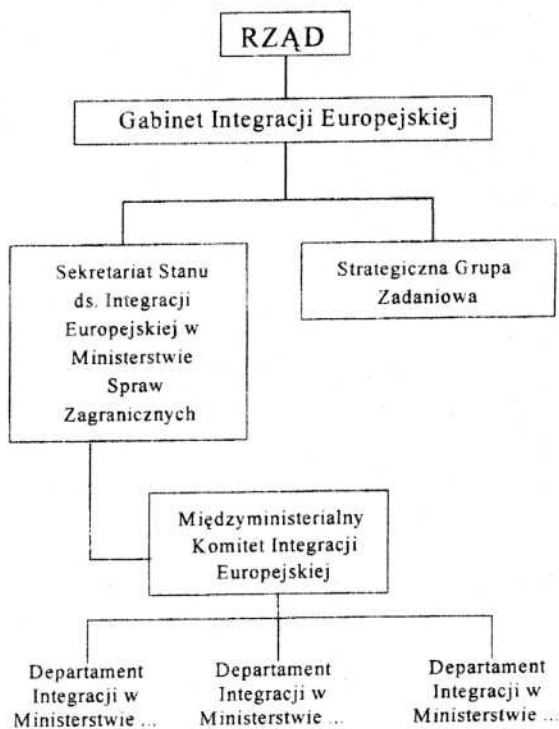 RZĄD
Gabinet Integracji Europejskiej
Sekretariat Stanu
ds. Integracji
Europejskiej w
Ministerstwie
Spraw
Zagranicznych
Strategiczna Grupa
Zadaniowa
Międzyministerialny
Komitet Integracji
Europejskiej
Departament
Integracji w
Ministerstwie ...
Departament
Integracji w
Ministerstwie ...
Departament
Integracji w
Ministerstwie ...